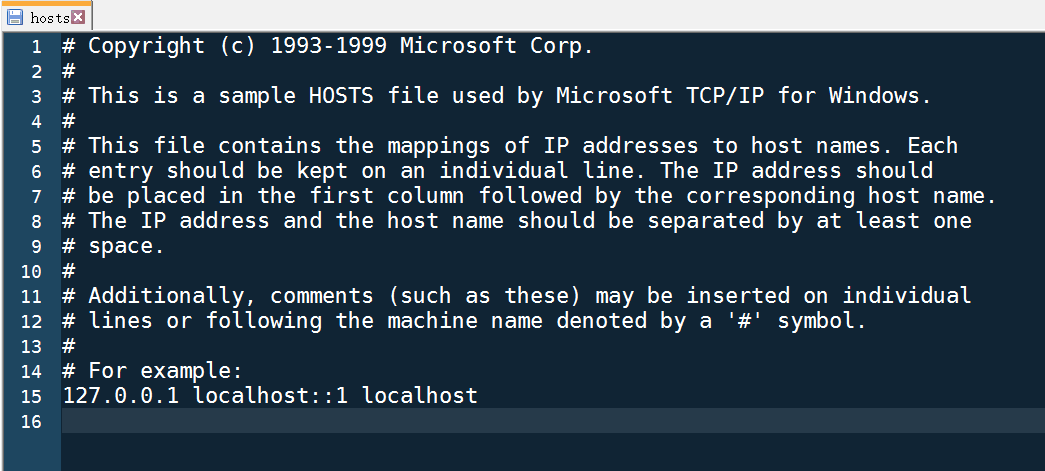 hosts
1 # Copyright (c) 1993-1999 Microsoft Corp.
2 #
3 # This is a sample HOSTS file used by Microsoft TCP/IP for Windows.
4 #
5 # This file contains the mappings of IP addresses to host names. Each
6 # entry should be kept on an individual line. The IP address should
7 # be placed in the first column followed by the corresponding host name.
8 # The IP address and the host name should be separated by at least one
9 # space.
10 #
11 # Additionally, comments (such as these) may be inserted on individual
12 # lines or following the machine name denoted by a '#' symbol.
13 #
14 # For example:
15 127.0.0.1 localhost::1 localhost
16